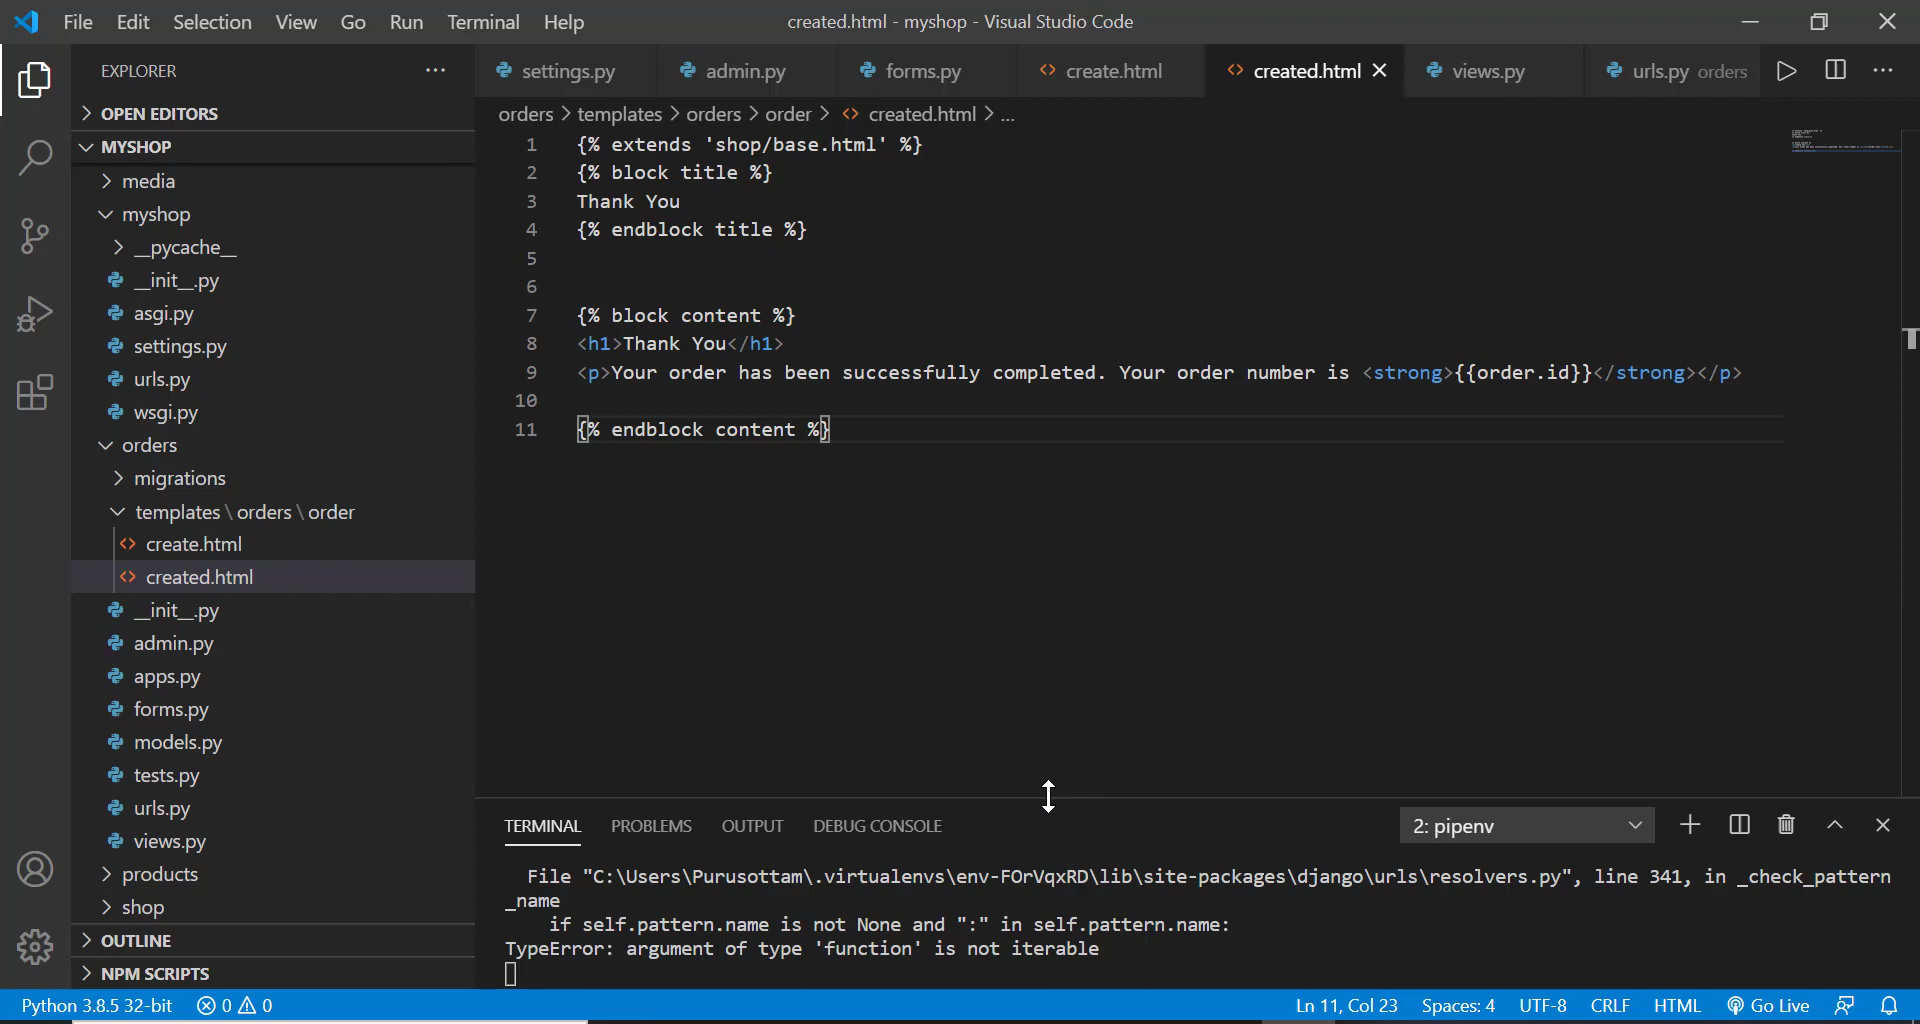 File Edit Selection View Go Run Terminal Help created.html - myshop - Visual Studio Code
EXPLORER
OPEN EDITORS
MYSHOP
media
myshop
__pycache__
__init__.py
asgi.py
settings.py
urls.py
wsgi.py
orders
migrations
templates \ orders \ order
create.html
created.html
__init__.py
admin.py
apps.py
forms.py
models.py
tests.py
urls.py
views.py
products
shop
OUTLINE
NPM SCRIPTS
settings.py admin.py forms.py create.html created.html views.py urls.py orders
orders > templates > orders > order > created.html > ...
1 {% extends 'shop/base.html' %}
2 {% block title %}
3 Thank You
4 {% endblock title %}
5
6
7 {% block content %}
8 <h1>Thank You</h1>
9 <p>Your order has been successfully completed. Your order number is <strong>{{order.id}}</strong></p>
10
11 {% endblock content %}
TERMINAL PROBLEMS OUTPUT DEBUG CONSOLE 2: pipenv
File "C:\Users\Purusottam\.virtualenvs\env-FOrVqxRD\lib\site-packages\django\urls\resolvers.py", line 341, in _check_pattern
_name
if self.pattern.name is not None and ":" in self.pattern.name:
TypeError: argument of type 'function' is not iterable
Python 3.8.5 32-bit 0 0 Ln 11, Col 23 Spaces: 4 UTF-8 CRLF HTML Go Live